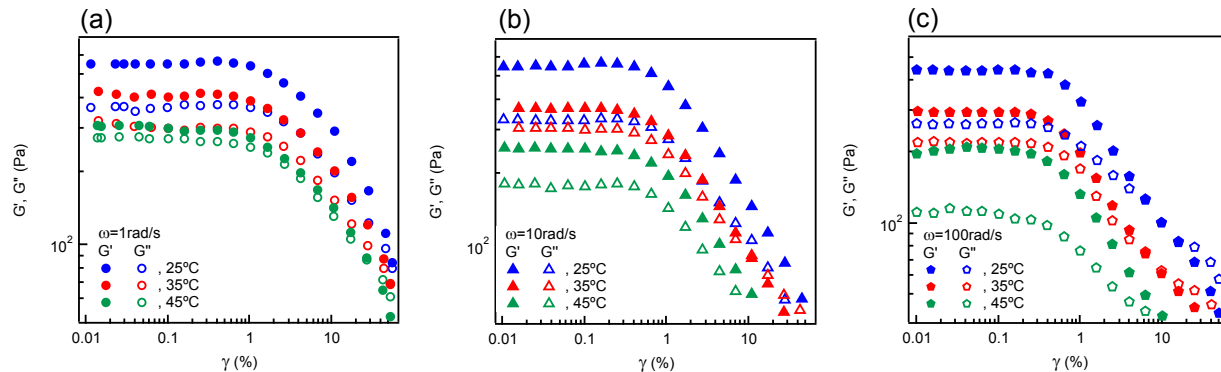 (a)
G', G" (Pa)
10²
ω=1rad/s
G' G"
, 25ºC
, 35ºC
, 45ºC
0.01 0.1 1 10
γ (%)
(b)
G', G" (Pa)
10²
ω=10rad/s
G' G"
, 25ºC
, 35ºC
, 45ºC
0.01 0.1 1 10
γ (%)
(c)
G', G" (Pa)
10²
ω=100rad/s
G' G"
, 25ºC
, 35ºC
, 45ºC
0.01 0.1 1 10
γ (%)